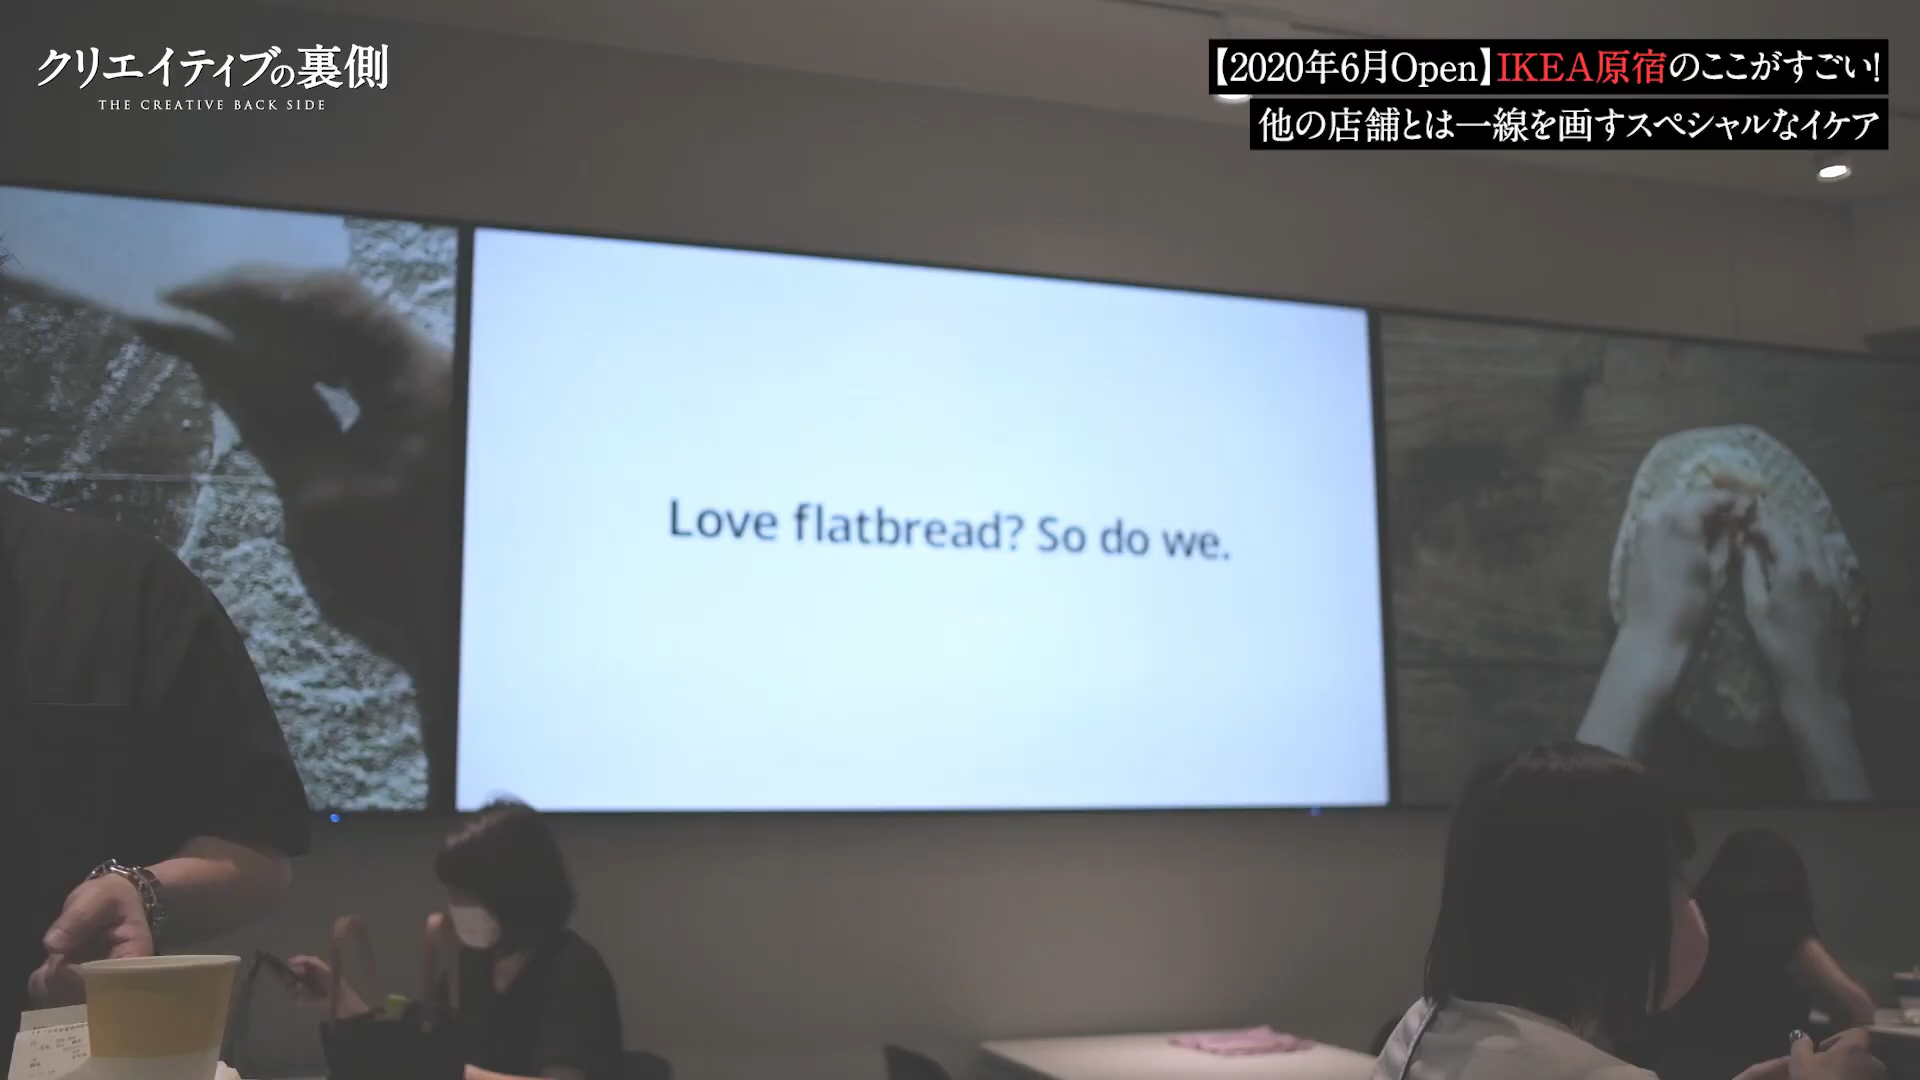 クリエイティブの裏側
THE CREATIVE BACK SIDE
【2020年6月Open】IKEA原宿のここがすごい!
他の店舗とは一線を画すスペシャルなイケア
Love flatbread? So do we.